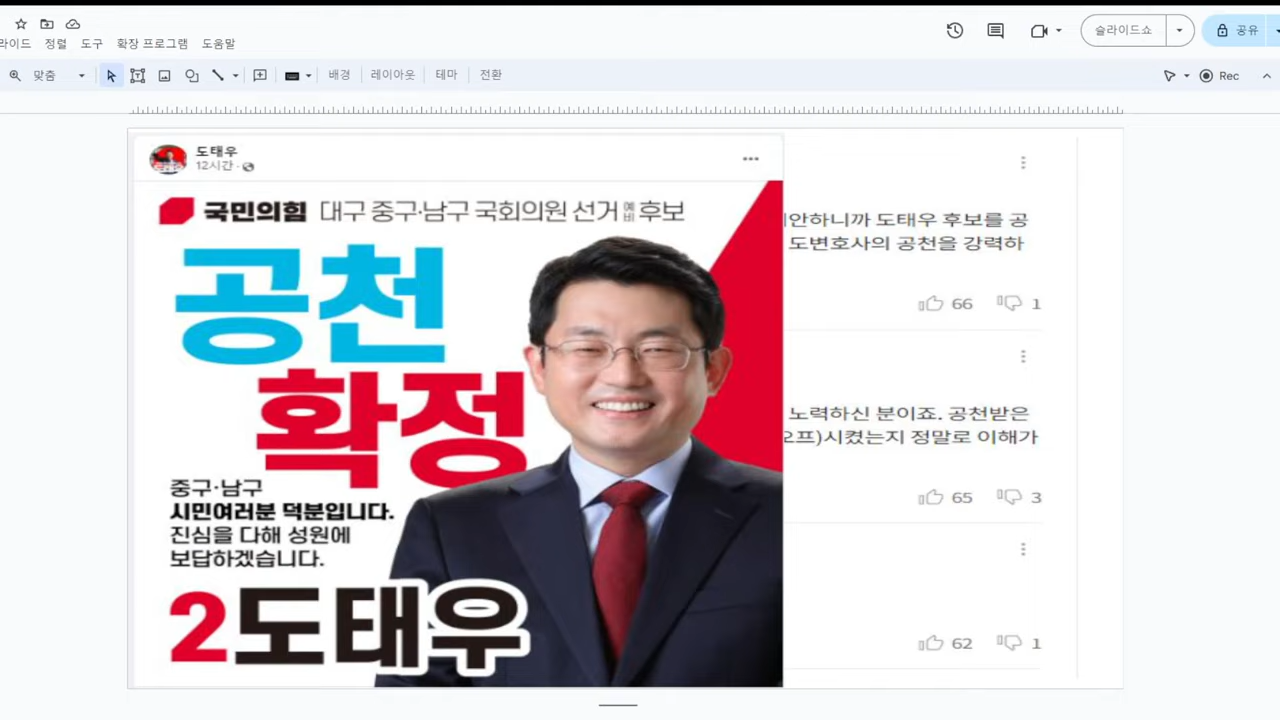 라이드 정렬 도구 확장 프로그램 도움말
슬라이드쇼
공유
맞춤
배경 레이아웃 테마 전환
Rec
도태우
12시간
국민의힘 대구 중구·남구 국회의원 선거 예비 후보
공천
확정
중구·남구
시민여러분 덕분입니다.
진심을 다해 성원에
보답하겠습니다.
2도태우
안하니까 도태우 후보를 공
도변호사의 공천을 강력하
66 1
노력하신 분이죠. 공천받은
오프)시켰는지 정말로 이해가
65 3
62 1